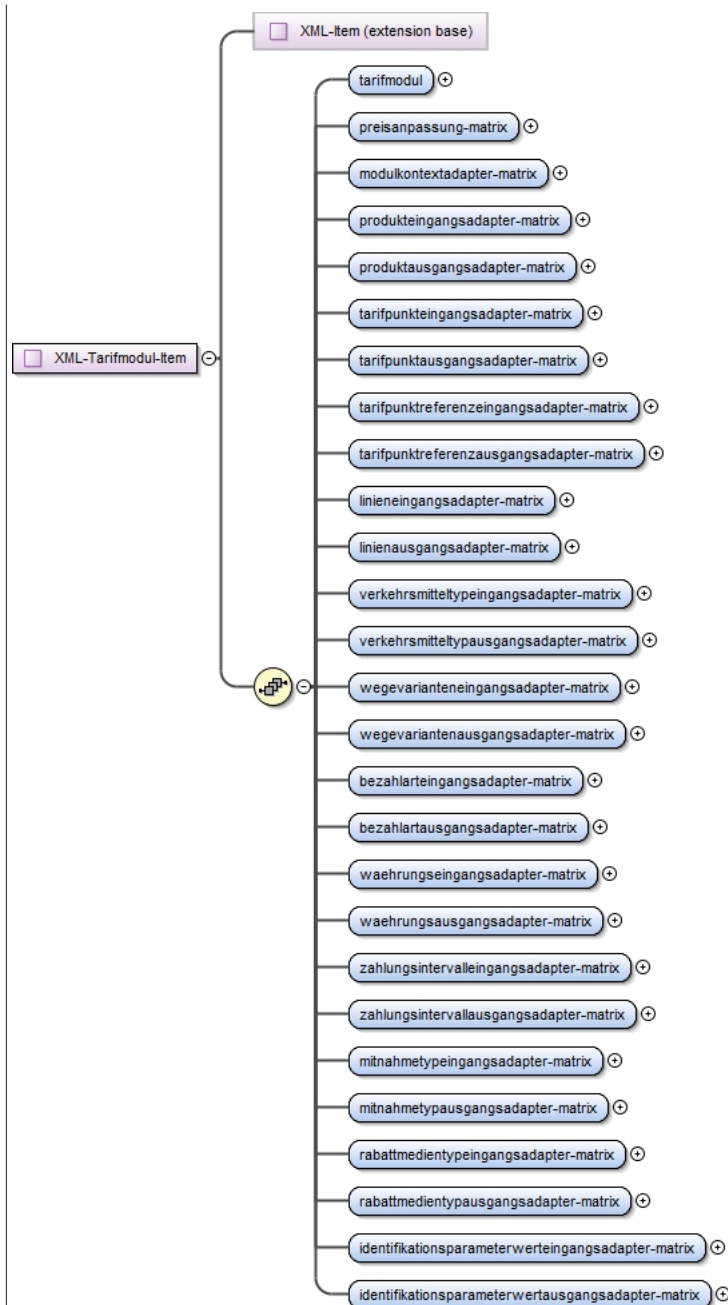 XML-Item (extension base)
tarifmodul
preisanpassung-matrix
modulkontextadapter-matrix
produkteingangsadapter-matrix
produktausgangsadapter-matrix
tarifpunkteingangsadapter-matrix
XML-Tarifmodul-Item
tarifpunktausgangsadapter-matrix
tarifpunktreferenzeingangsadapter-matrix
tarifpunktreferenzausgangsadapter-matrix
linieneingangsadapter-matrix
linienausgangsadapter-matrix
verkehrsmitteltypeingangsadapter-matrix
verkehrsmitteltypausgangsadapter-matrix
wegevarianteneingangsadapter-matrix
wegevariantenausgangsadapter-matrix
bezahlarteingangsadapter-matrix
bezahlartausgangsadapter-matrix
waehrungseingangsadapter-matrix
waehrungsausgangsadapter-matrix
zahlungsintervalleingangsadapter-matrix
zahlungsintervallausgangsadapter-matrix
mitnahmetypeingangsadapter-matrix
mitnahmetypausgangsadapter-matrix
rabattmedientypeingangsadapter-matrix
rabattmedientypausgangsadapter-matrix
identifikationsparameterwerteingangsadapter-matrix
identifikationsparameterwertausgangsadapter-matrix